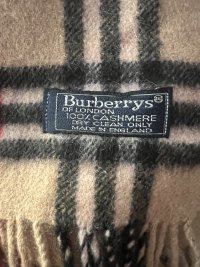 Burberrys®
OF LONDON
100% CASHMERE
DRY CLEAN ONLY
MADE IN ENGLAND